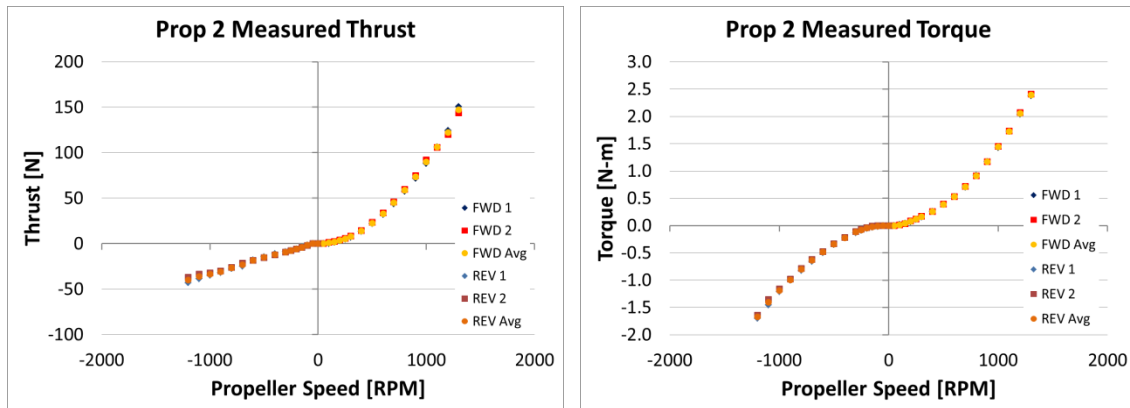 Prop 2 Measured Thrust
200
150
100
50
0
-50
-100
-2000 -1000 0 1000 2000
Thrust [N]
Propeller Speed [RPM]
FWD 1
FWD 2
FWD Avg
REV 1
REV 2
REV Avg
Prop 2 Measured Torque
3.0
2.5
2.0
1.5
1.0
0.5
0.0
-0.5
-1.0
-1.5
-2.0
-2000 -1000 0 1000 2000
Torque [N-m]
Propeller Speed [RPM]
FWD 1
FWD 2
FWD Avg
REV 1
REV 2
REV Avg